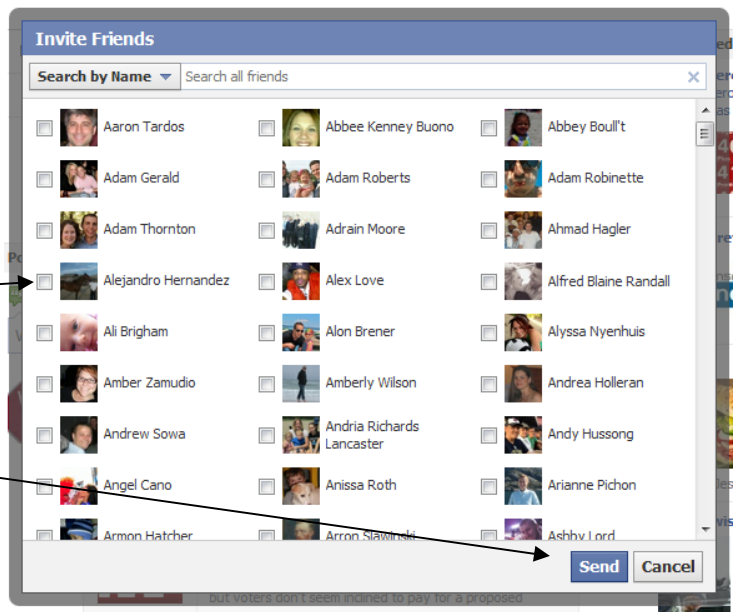 Invite Friends
Search by Name Search all friends
Aaron Tardos Abbee Kenney Buono Abbey Boull't
Adam Gerald Adam Roberts Adam Robinette
Adam Thornton Adrain Moore Ahmad Hagler
Alejandro Hernandez Alex Love Alfred Blaine Randall
Ali Brigham Alon Brener Alyssa Nyenhuis
Amber Zamudio Amberly Wilson Andrea Holleran
Andrew Sowa Andria Richards Lancaster Andy Hussong
Angel Cano Anissa Roth Arianne Pichon
Armon Hatcher Arron Slawinski Ashby Lord
Send Cancel
but voters don't seem inclined to pay for a proposed